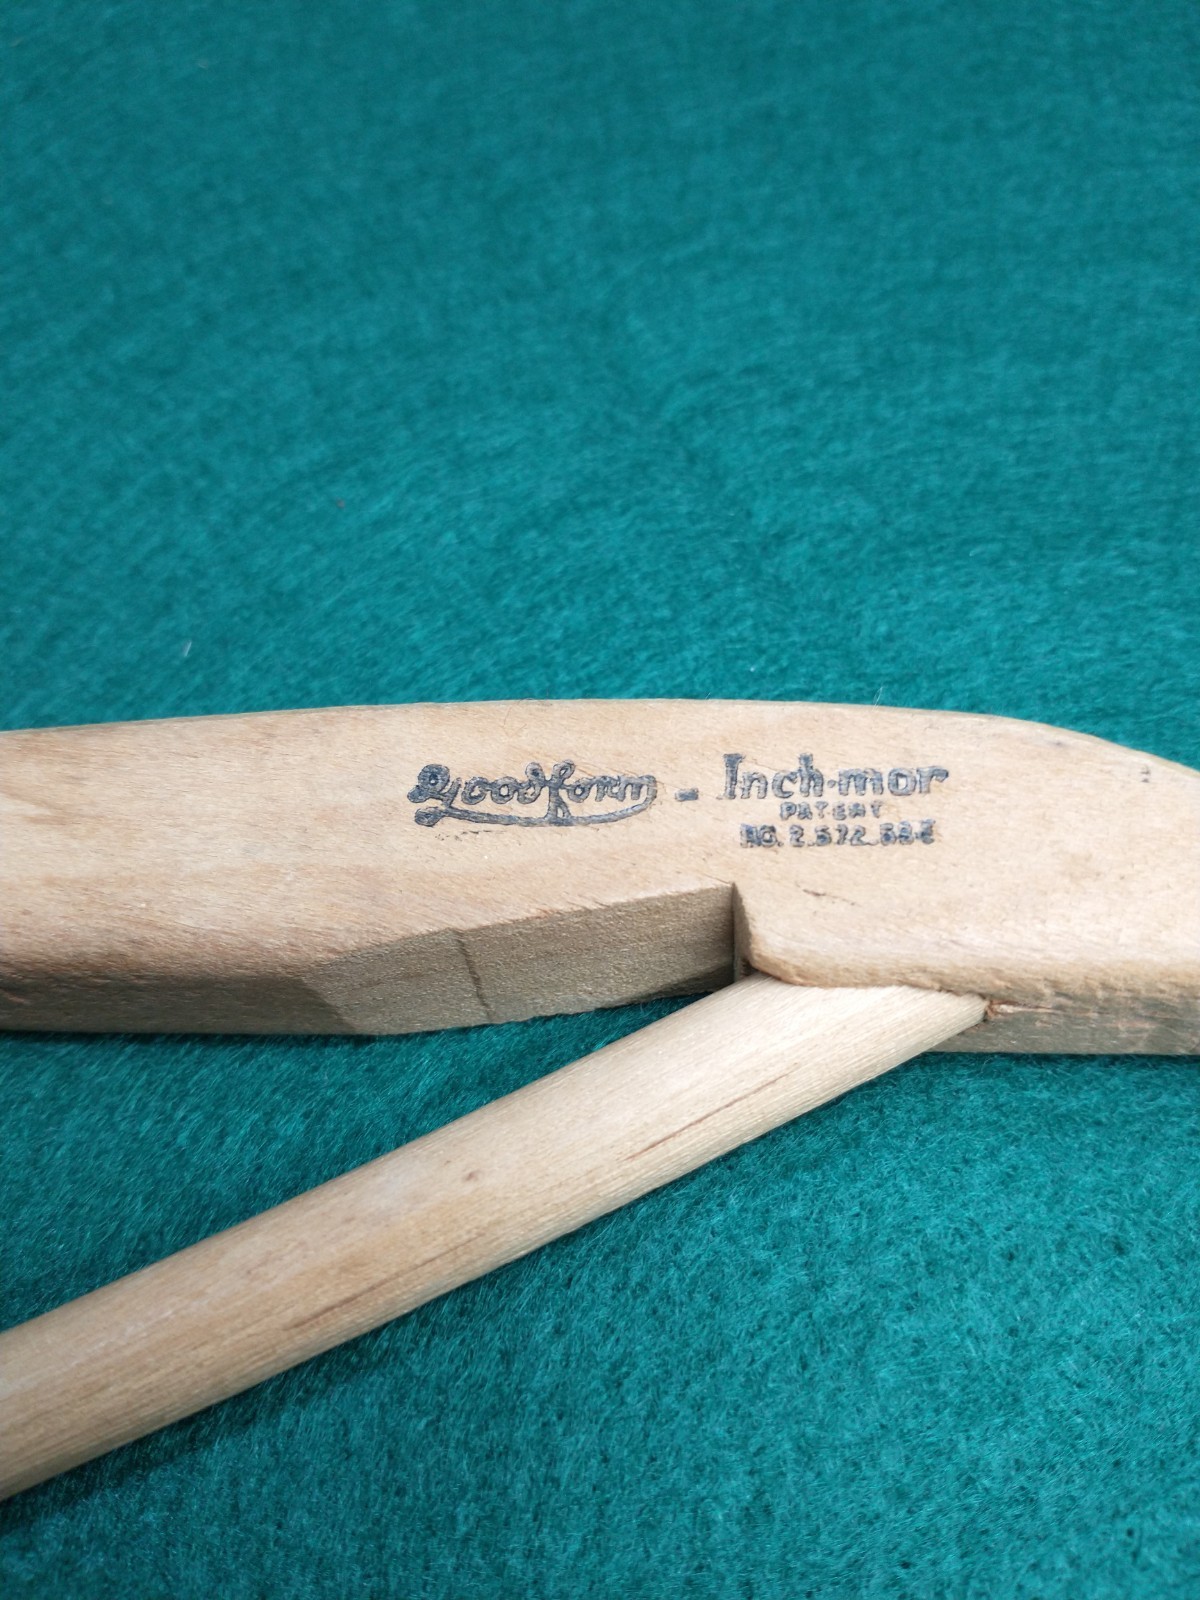 Goodform - Inch-mor
PATENT
NO. 2.572.